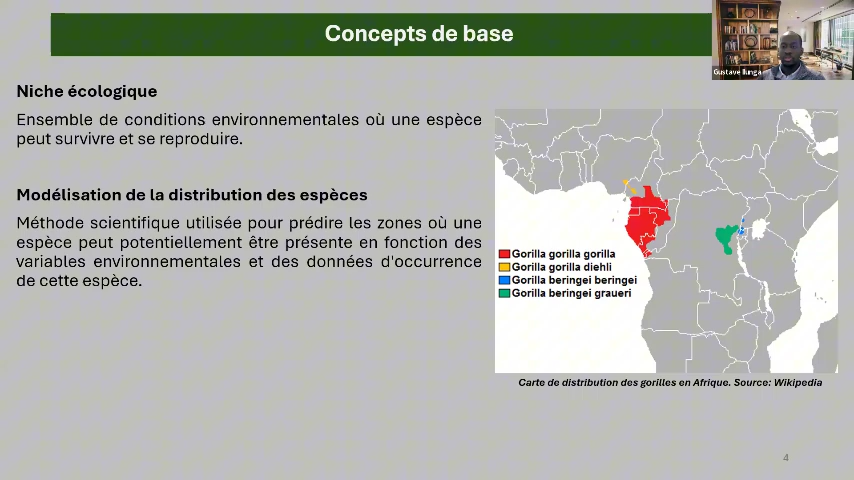 Concepts de base
Gustave Ilunga
Niche écologique
Ensemble de conditions environnementales où une espèce
peut survivre et se reproduire.
Modélisation de la distribution des espèces
Méthode scientifique utilisée pour prédire les zones où une
espèce peut potentiellement être présente en fonction des
variables environnementales et des données d'occurrence
de cette espèce.
Gorilla gorilla gorilla
Gorilla gorilla diehli
Gorilla beringei beringei
Gorilla beringei graueri
Carte de distribution des gorilles en Afrique. Source: Wikipedia
4